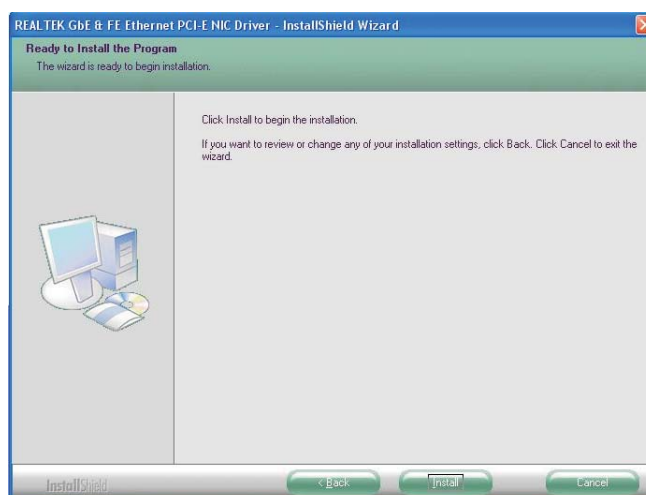 REALTEK GbE & FE Ethernet PCI-E NIC Driver - InstallShield Wizard
Ready to Install the Program
The wizard is ready to begin installation.
Click Install to begin the installation.
If you want to review or change any of your installation settings, click Back. Click Cancel to exit the
wizard.
InstallShield
< Back
Install
Cancel